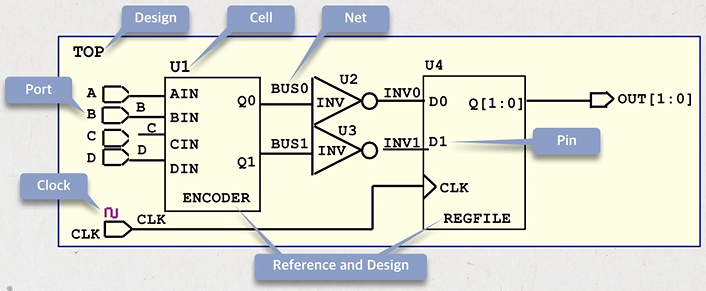 Design
Cell
Net
TOP
U1
U2
U4
Port
A
AIN
BUS0
INV
INV0
D0
Q[1:0]
OUT[1:0]
B
B
BIN
Q0
U3
C
C
CIN
BUS1
INV
INV1
D1
Pin
D
D
DIN
Q1
Clock
ENCODER
CLK
CLK
CLK
REGFILE
Reference and Design